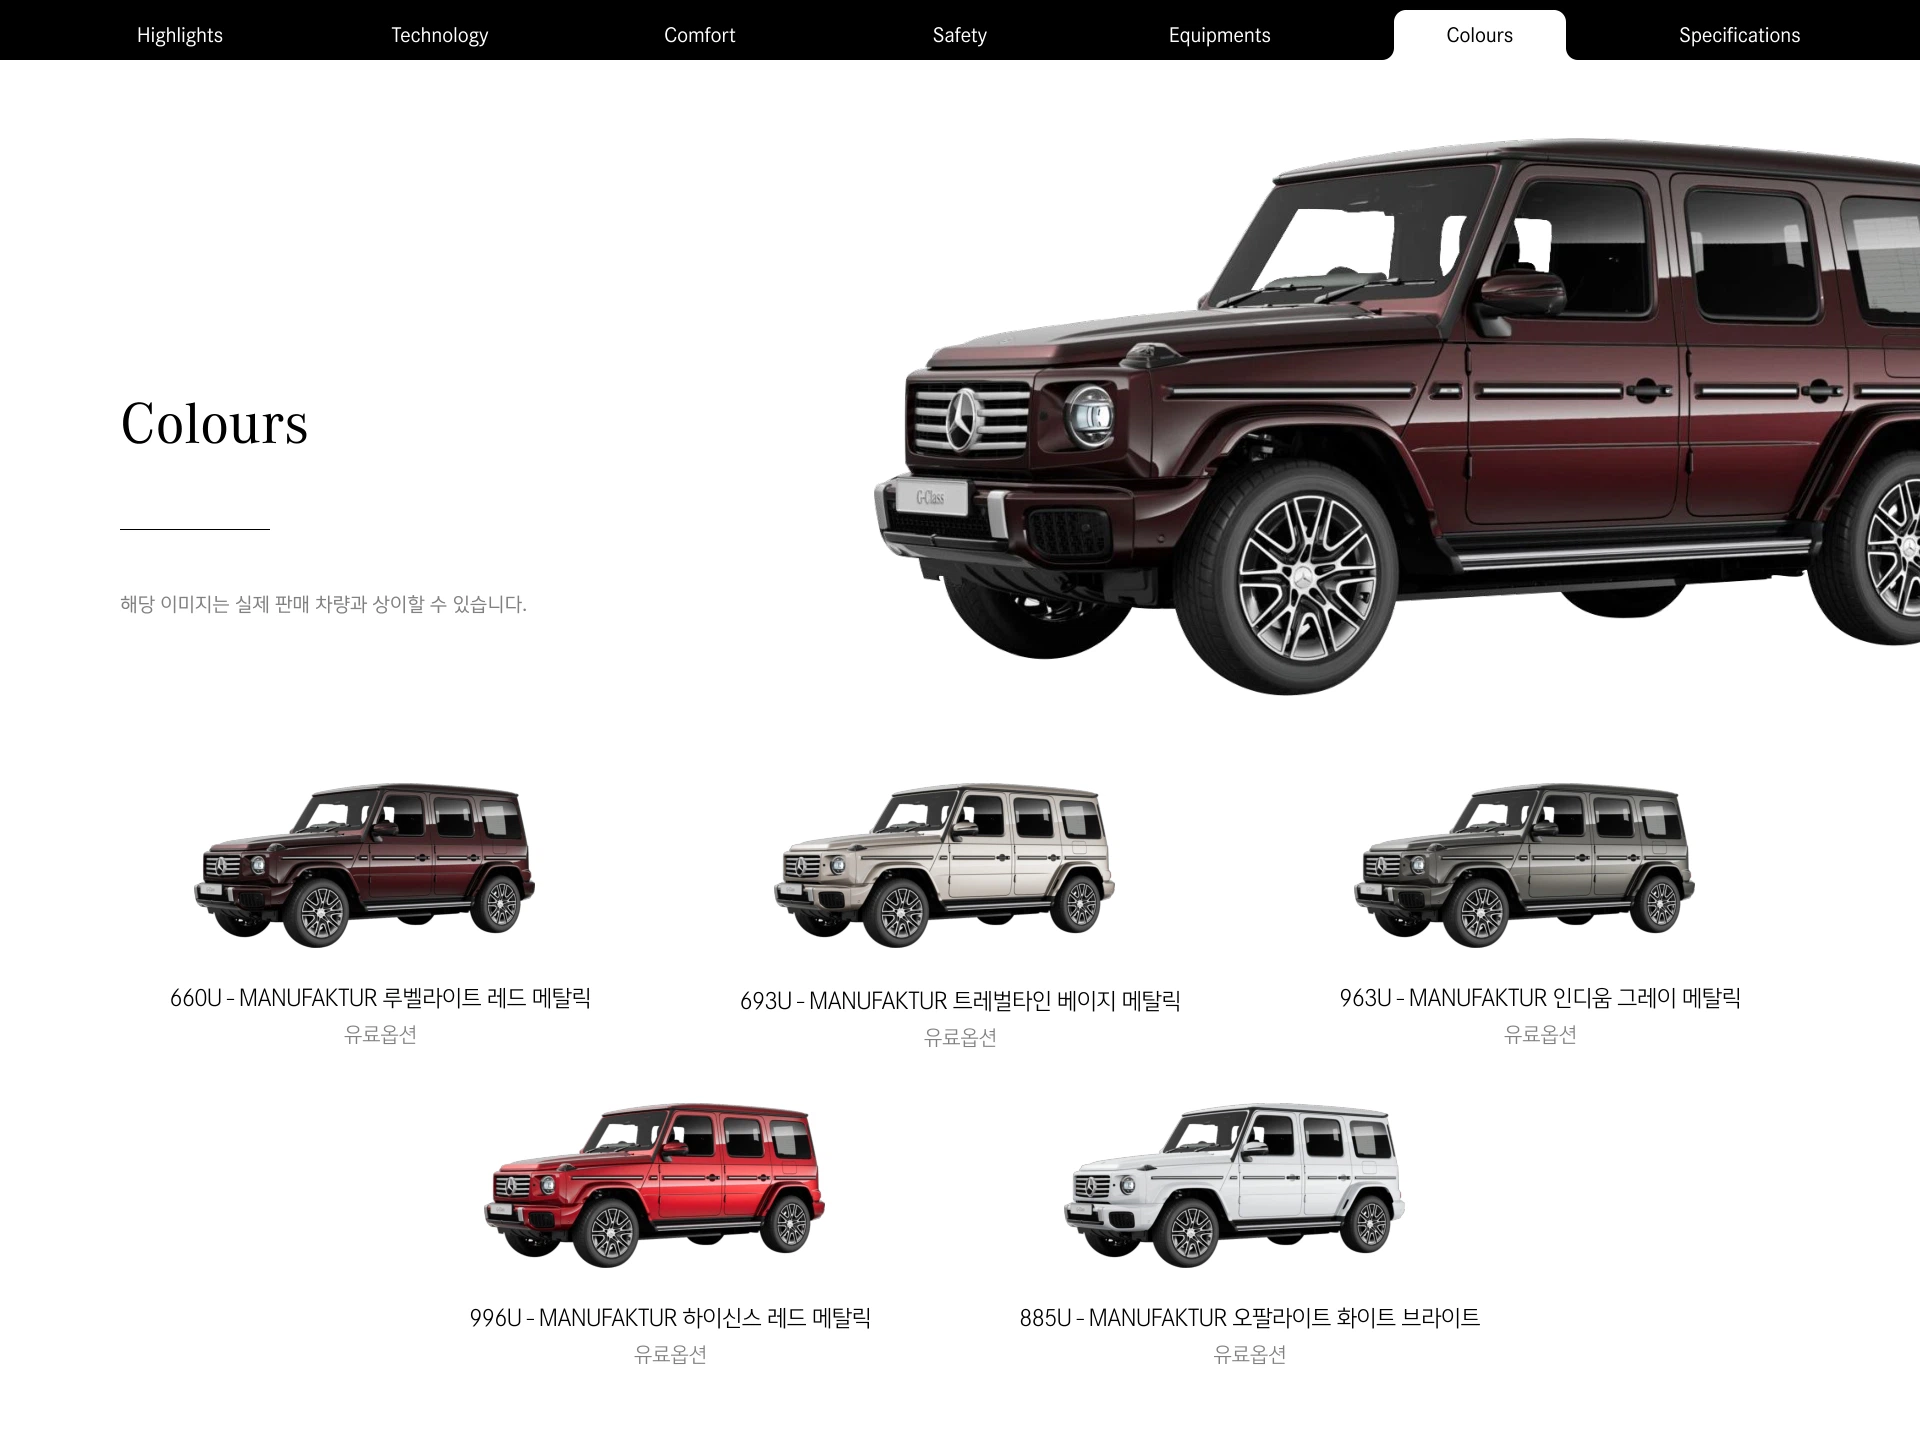 Highlights
Technology
Comfort
Safety
Equipments
Colours
Specifications
Colours
해당 이미지는 실제 판매 차량과 상이할 수 있습니다.
G-Class
660U - MANUFAKTUR 루벨라이트 레드 메탈릭
유료옵션
693U - MANUFAKTUR 트레벌타인 베이지 메탈릭
유료옵션
963U - MANUFAKTUR 인디움 그레이 메탈릭
유료옵션
996U - MANUFAKTUR 하이신스 레드 메탈릭
유료옵션
885U - MANUFAKTUR 오팔라이트 화이트 브라이트
유료옵션